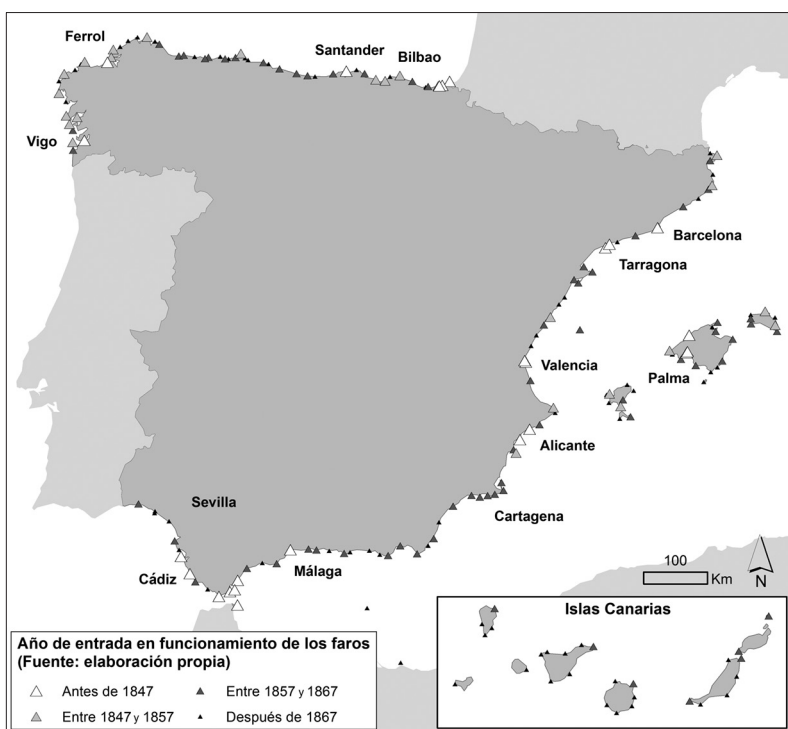 Ferrol
Santander
Bilbao
Vigo
Barcelona
Tarragona
Valencia
Palma
Alicante
Sevilla
Cartagena
Cádiz
Málaga
100
Km
N
Islas Canarias
Año de entrada en funcionamiento de los faros
(Fuente: elaboración propia)
Antes de 1847
Entre 1857 y 1867
Entre 1847 y 1857
Después de 1867